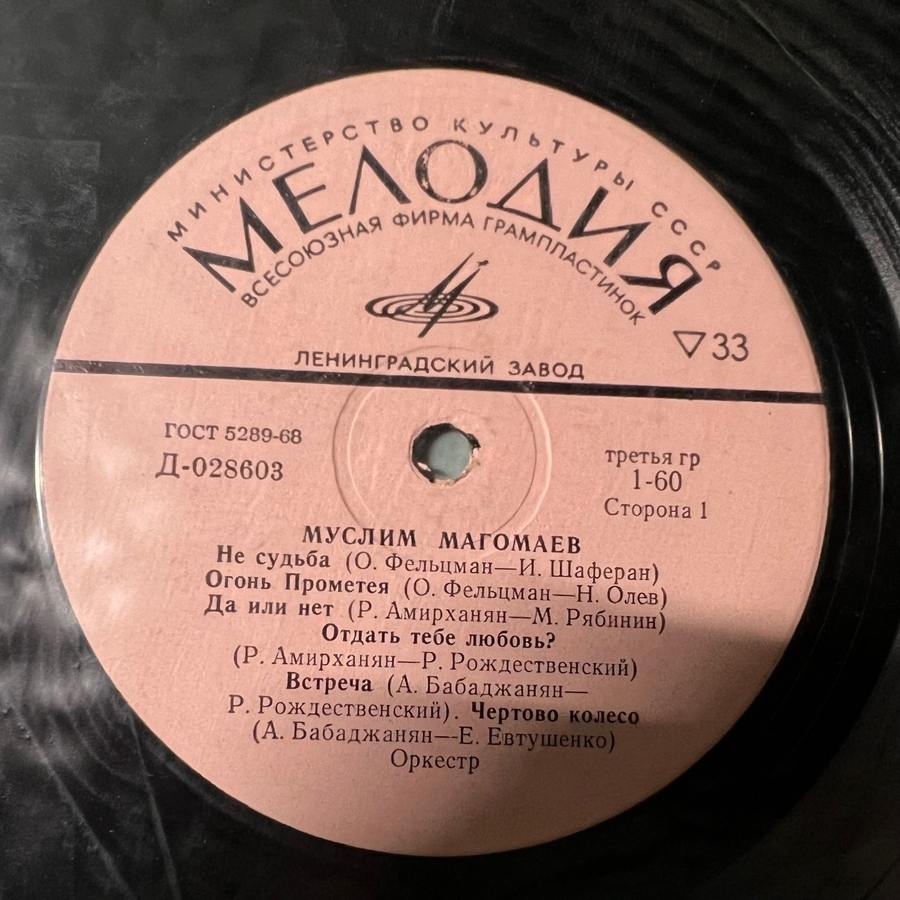 МИНИСТЕРСТВО КУЛЬТУРЫ СССР
МЕЛОДИЯ
ВСЕСОЮЗНАЯ ФИРМА ГРАМПЛАСТИНОК
▽33
ЛЕНИНГРАДСКИЙ ЗАВОД
ГОСТ 5289-68
Д-028603
третья гр
1-60
Сторона 1
МУСЛИМ МАГОМАЕВ
Не судьба (О. Фельцман—И. Шаферан)
Огонь Прометея (О. Фельцман—Н. Олев)
Да или нет (Р. Амирханян—М. Рябинин)
Отдать тебе любовь?
(Р. Амирханян—Р. Рождественский)
Встреча (А. Бабаджанян—
Р. Рождественский). Чертово колесо
(А. Бабаджанян—Е. Евтушенко)
Оркестр